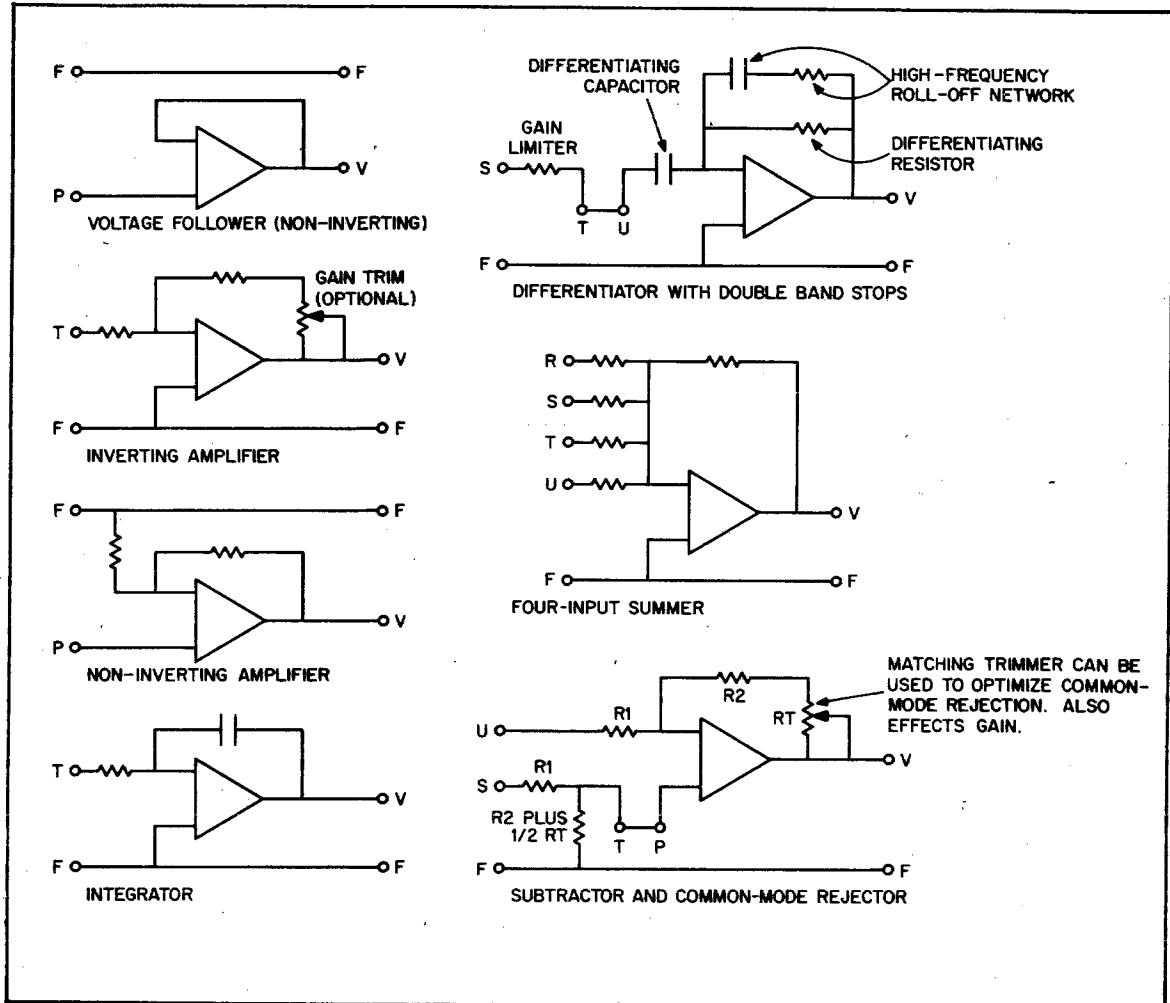 F F
P V
VOLTAGE FOLLOWER (NON-INVERTING)
GAIN TRIM
(OPTIONAL)
T V
F F
INVERTING AMPLIFIER
F F
P V
NON-INVERTING AMPLIFIER
T V
F F
INTEGRATOR
DIFFERENTIATING
CAPACITOR
HIGH-FREQUENCY
ROLL-OFF NETWORK
GAIN
LIMITER
DIFFERENTIATING
RESISTOR
S V
T U
F F
DIFFERENTIATOR WITH DOUBLE BAND STOPS
R
S
T
U
V
F F
FOUR-INPUT SUMMER
MATCHING TRIMMER CAN BE
USED TO OPTIMIZE COMMON-
MODE REJECTION. ALSO
EFFECTS GAIN.
R2
RT
U R1
V
S R1
R2 PLUS
1/2 RT
T P
F F
SUBTRACTOR AND COMMON-MODE REJECTOR